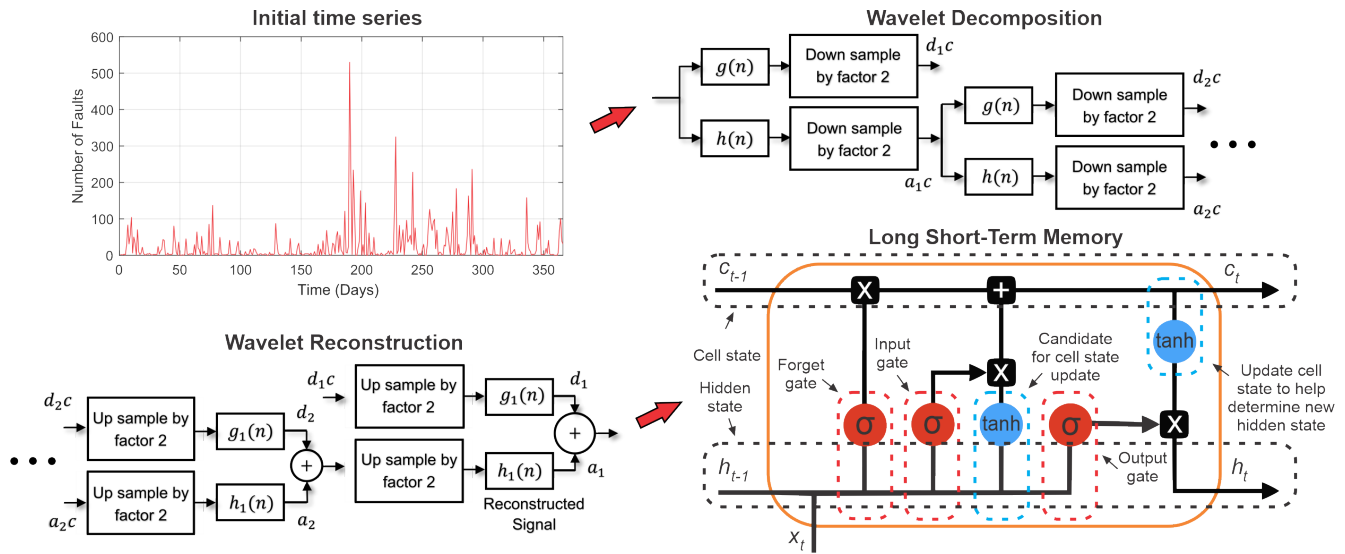 Initial time series
600
500
400
300
200
100
0
Number of Faults
0 50 100 150 200 250 300 350
Time (Days)
Wavelet Decomposition
g(n)
Down sample
by factor 2
d₁c
h(n)
Down sample
by factor 2
a₁c
g(n)
Down sample
by factor 2
d₂c
h(n)
Down sample
by factor 2
a₂c
• • •
Wavelet Reconstruction
• • •
d₂c
Up sample by
factor 2
g₁(n)
d₂
a₂c
Up sample by
factor 2
h₁(n)
a₂
+
d₁c
Up sample by
factor 2
g₁(n)
d₁
Up sample by
factor 2
h₁(n)
a₁
+
Reconstructed
Signal
Long Short-Term Memory
Cₜ₋₁
X
+
Cₜ
Cell state
Hidden
state
Forget
gate
Input
gate
X
Candidate
for cell state
update
tanh
Update cell
state to help
determine new
hidden state
σ
σ
tanh
σ
X
Output
gate
hₜ₋₁
hₜ
xₜ